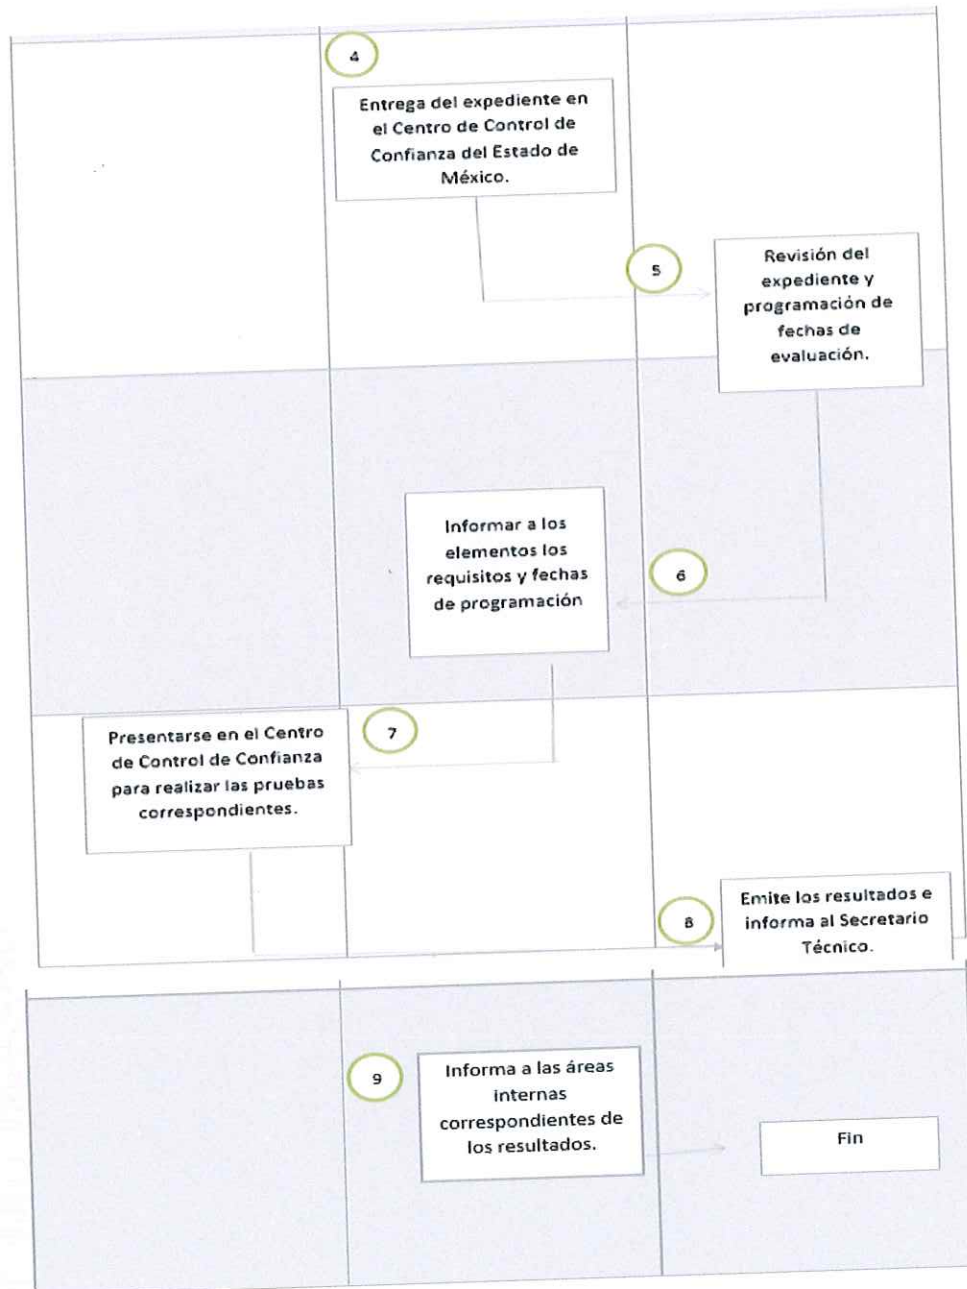 4
Entrega del expediente en
el Centro de Control de
Confianza del Estado de
México.
5
Revisión del
expediente y
programación de
fechas de
evaluación.
Informar a los
elementos los
requisitos y fechas
de programación
6
Presentarse en el Centro
de Control de Confianza
para realizar las pruebas
correspondientes.
7
8
Emite los resultados e
informa al Secretario
Técnico.
9
Informa a las áreas
internas
correspondientes de
los resultados.
Fin